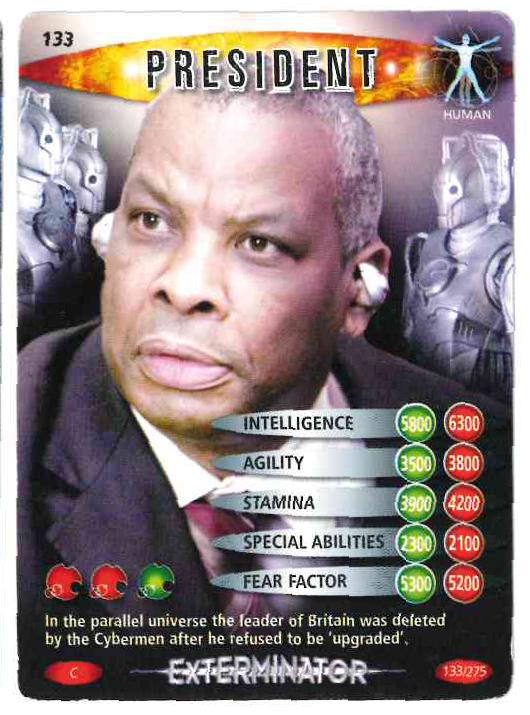 133
PRESIDENT
HUMAN
INTELLIGENCE 5800 6300
AGILITY 3500 3800
STAMINA 3900 4200
SPECIAL ABILITIES 2300 2100
FEAR FACTOR 5300 5200
In the parallel universe the leader of Britain was deleted
by the Cybermen after he refused to be 'upgraded'.
C EXTERMINATOR 133/275